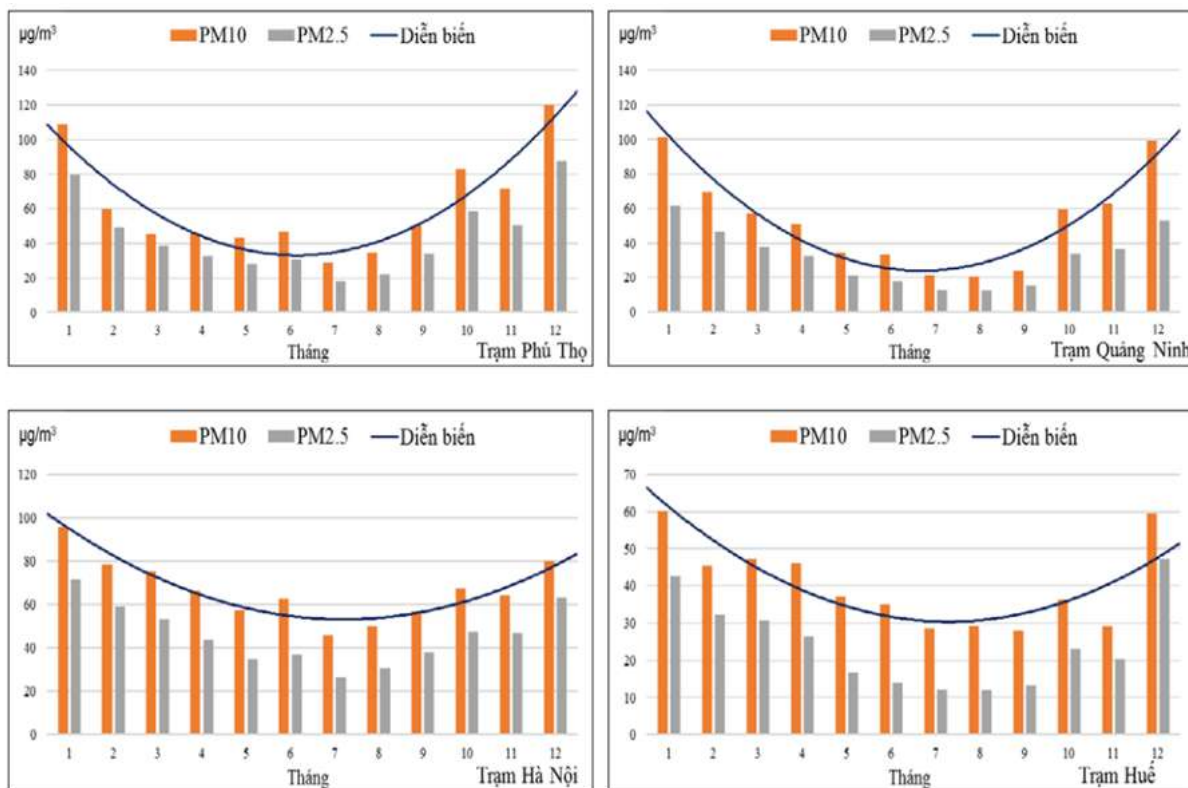 µg/m³ PM10 PM2.5 Diễn biến
140
120
100
80
60
40
20
0
1 2 3 4 5 6 7 8 9 10 11 12
Tháng Trạm Phú Thọ
µg/m³ PM10 PM2.5 Diễn biến
140
120
100
80
60
40
20
0
1 2 3 4 5 6 7 8 9 10 11 12
Tháng Trạm Quảng Ninh
µg/m³ PM10 PM2.5 Diễn biến
120
100
80
60
40
20
0
1 2 3 4 5 6 7 8 9 10 11 12
Tháng Trạm Hà Nội
µg/m³ PM10 PM2.5 Diễn biến
70
60
50
40
30
20
10
0
1 2 3 4 5 6 7 8 9 10 11 12
Tháng Trạm Huế